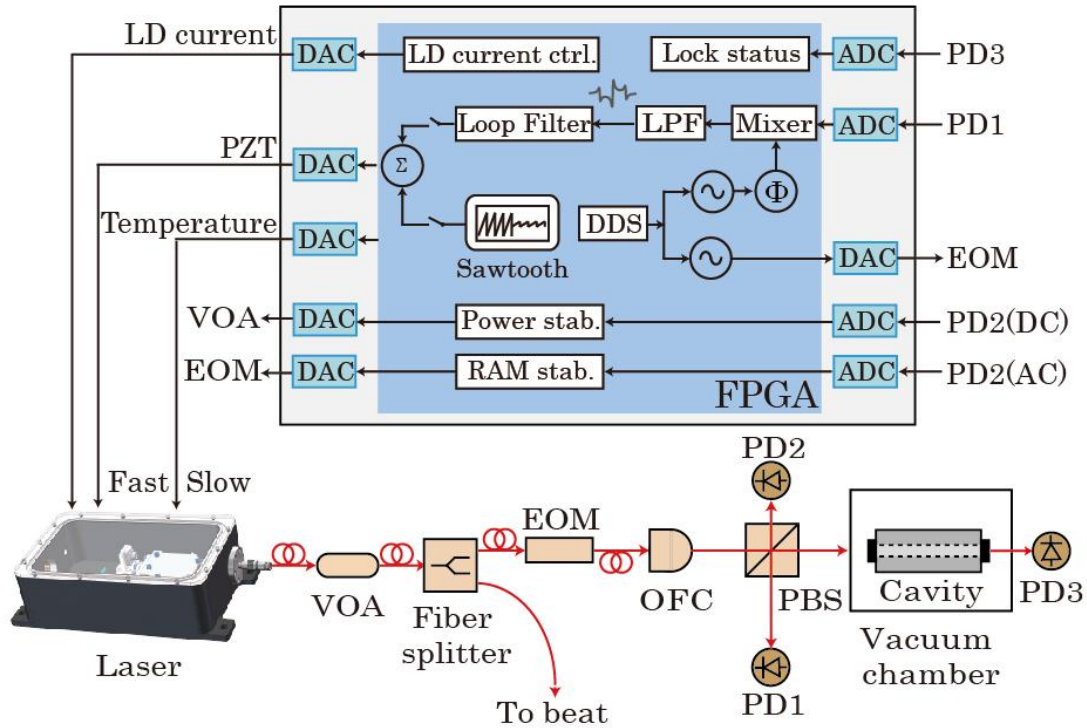 LD current
DAC
LD current ctrl.
Lock status
ADC
PD3
PZT
DAC
Σ
Loop Filter
LPF
Mixer
ADC
PD1
Temperature
DAC
Sawtooth
DDS
Φ
DAC
EOM
VOA
DAC
Power stab.
ADC
PD2(DC)
EOM
DAC
RAM stab.
ADC
PD2(AC)
FPGA
Fast
Slow
Laser
VOA
Fiber
splitter
EOM
To beat
OFC
PD2
PBS
PD1
Cavity
Vacuum
chamber
PD3